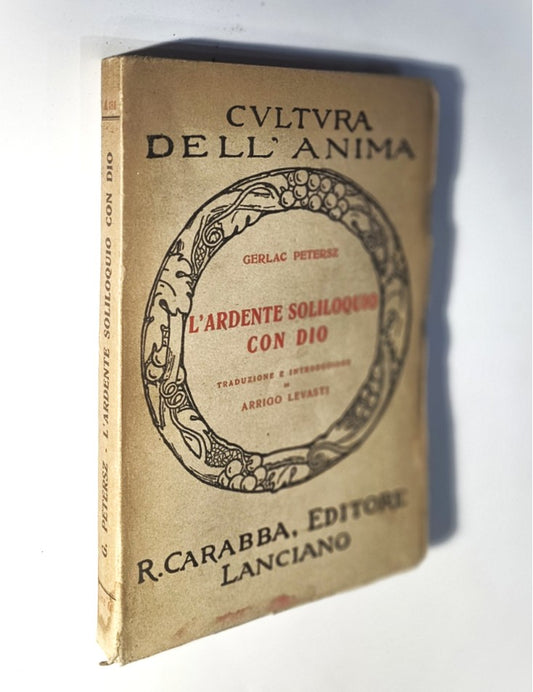 CVLTVRA
DELL'ANIMA
GERLAC PETERSZ
L'ARDENTE SOLILOQUIO
CON DIO
TRADUZIONE E INTRODUZIONE
DI
ARRIGO LEVASTI
R. CARABBA, EDITORE
LANCIANO
G. PETERSZ - L'ARDENTE SOLILOQUIO CON DIO